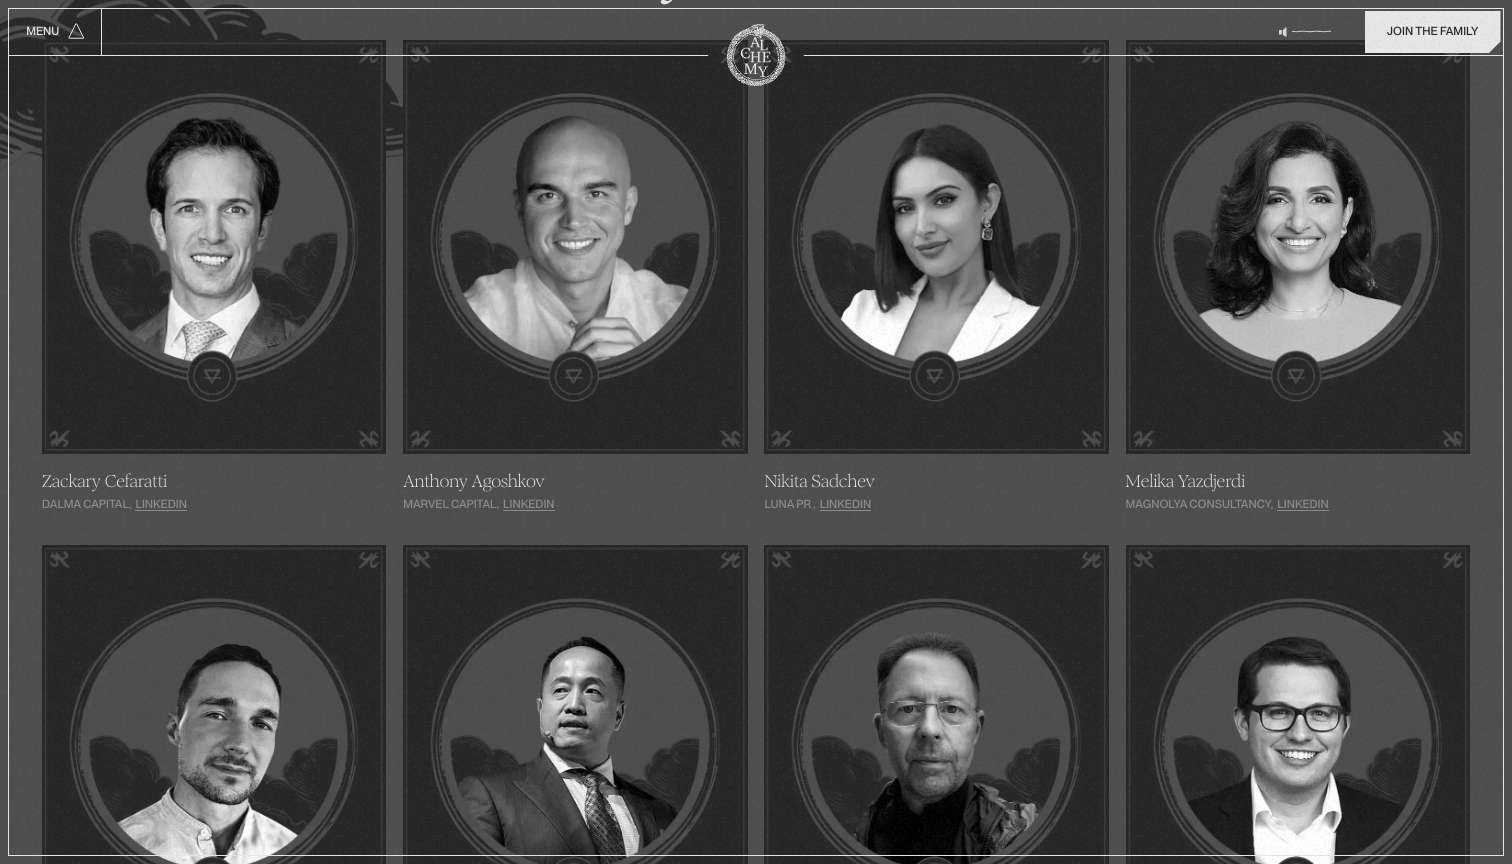 MENU
AL
CHE
MY
JOIN THE FAMILY
Zackary Cefaratti
DALMA CAPITAL, LINKEDIN
Anthony Agoshkov
MARVEL CAPITAL, LINKEDIN
Nikita Sadchev
LUNA PR , LINKEDIN
Melika Yazdjerdi
MAGNOLYA CONSULTANCY, LINKEDIN